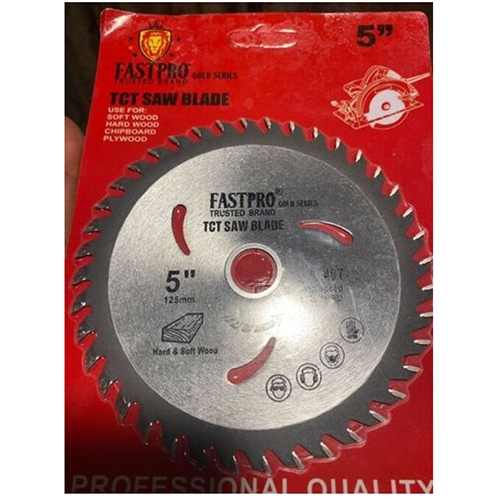 5"
FASTPRO GOLD SERIES
TRUSTED BRAND
TCT SAW BLADE
USE FOR:
SOFT WOOD
HARD WOOD
CHIPBOARD
PLYWOOD
FASTPRO® GOLD SERIES
TRUSTED BRAND
TCT SAW BLADE
5"
125mm
40T
Hard & Soft Wood
PROFESSIONAL QUALITY